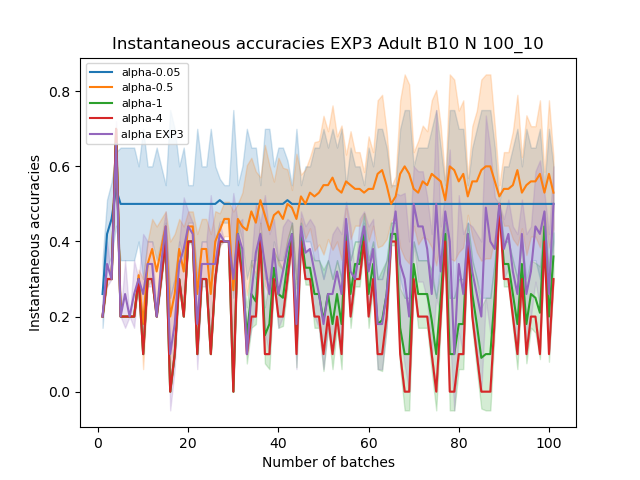 Instantaneous accuracies EXP3 Adult B10 N 100_10
alpha-0.05
alpha-0.5
alpha-1
alpha-4
alpha EXP3
Instantaneous accuracies
0.8
0.6
0.4
0.2
0.0
0 20 40 60 80 100
Number of batches